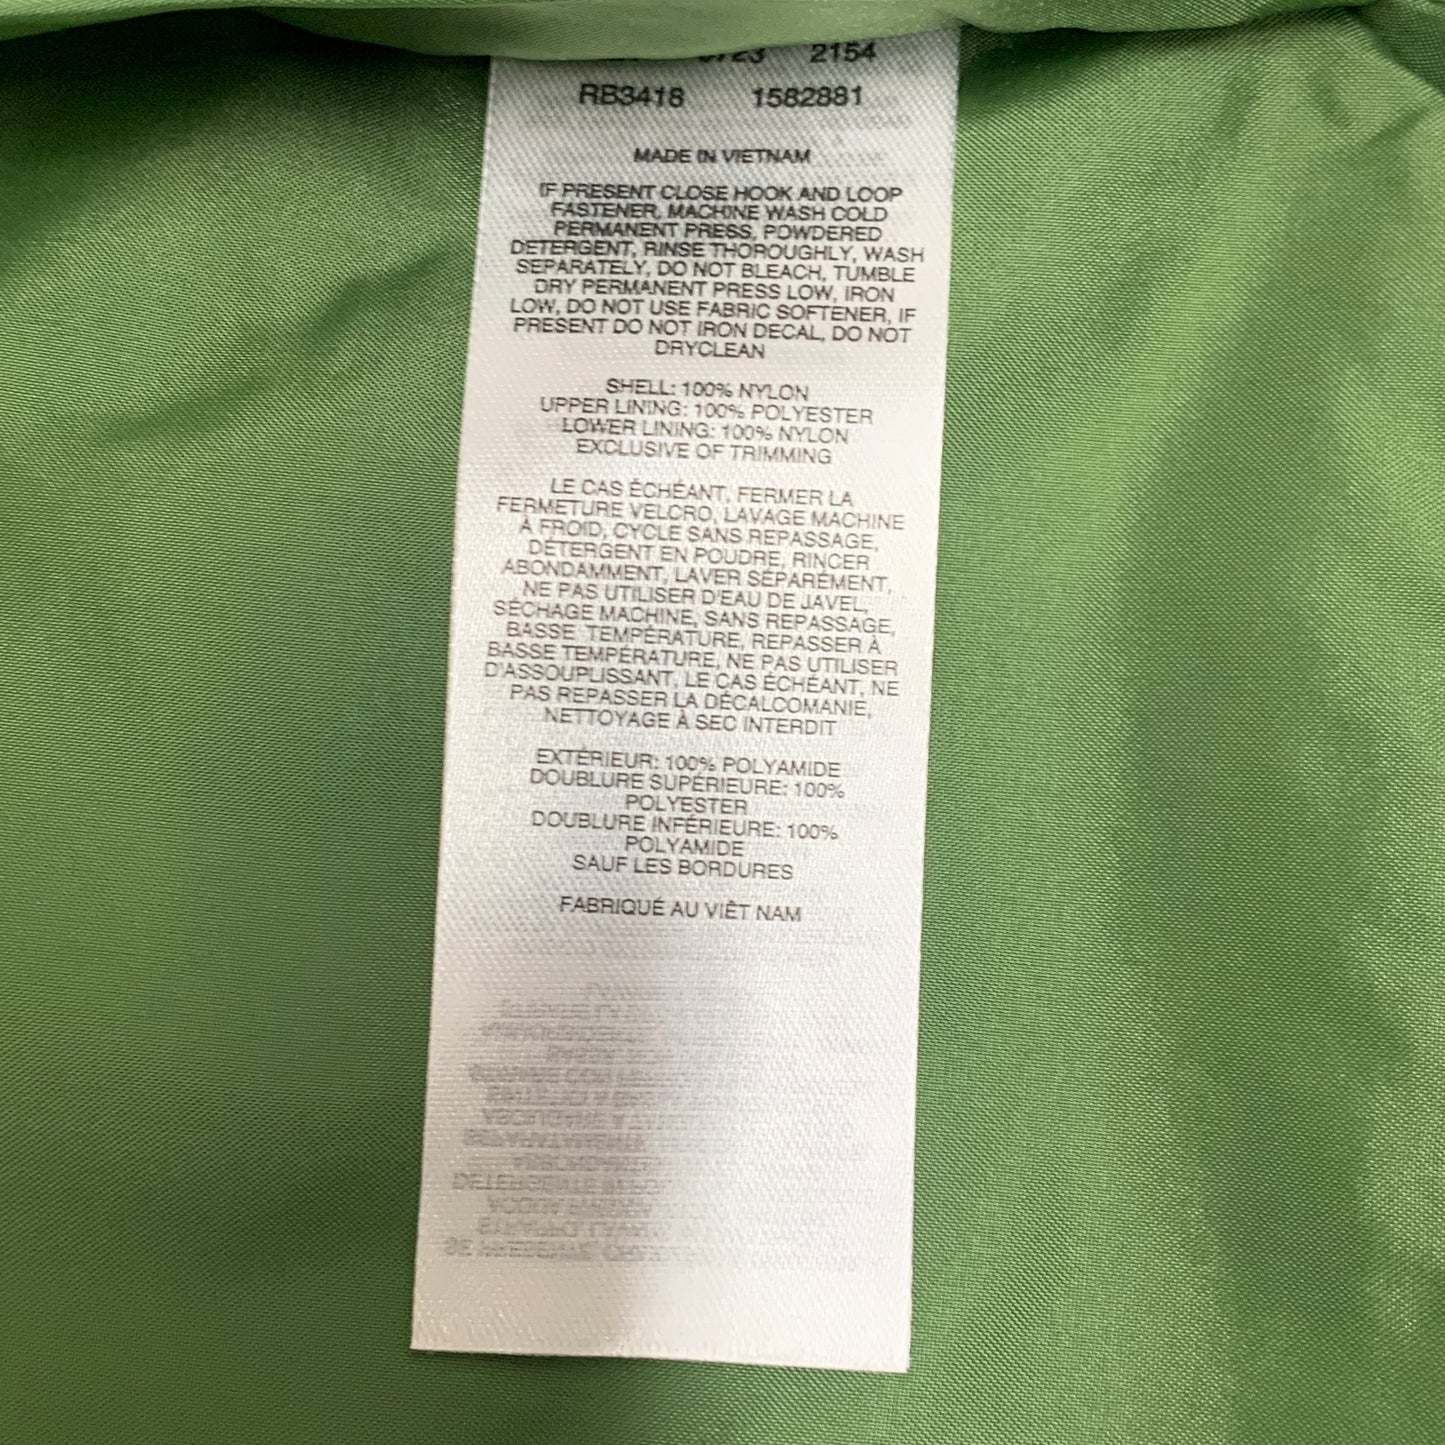 2154
RB3418 1582881
MADE IN VIETNAM
IF PRESENT CLOSE HOOK AND LOOP
FASTENER, MACHINE WASH COLD
PERMANENT PRESS, POWDERED
DETERGENT, RINSE THOROUGHLY, WASH
SEPARATELY, DO NOT BLEACH, TUMBLE
DRY PERMANENT PRESS LOW, IRON
LOW, DO NOT USE FABRIC SOFTENER, IF
PRESENT DO NOT IRON DECAL, DO NOT
DRYCLEAN
SHELL: 100% NYLON
UPPER LINING: 100% POLYESTER
LOWER LINING: 100% NYLON
EXCLUSIVE OF TRIMMING
LE CAS ÉCHÉANT, FERMER LA
FERMETURE VELCRO, LAVAGE MACHINE
À FROID, CYCLE SANS REPASSAGE,
DÉTERGENT EN POUDRE, RINCER
ABONDAMMENT, LAVER SÉPARÉMENT,
NE PAS UTILISER D'EAU DE JAVEL,
SÉCHAGE MACHINE, SANS REPASSAGE,
BASSE TEMPÉRATURE, REPASSER À
BASSE TEMPÉRATURE, NE PAS UTILISER
D'ASSOUPLISSANT, LE CAS ÉCHÉANT, NE
PAS REPASSER LA DÉCALCOMANIE,
NETTOYAGE À SEC INTERDIT
EXTÉRIEUR: 100% POLYAMIDE
DOUBLURE SUPÉRIEURE: 100%
POLYESTER
DOUBLURE INFÉRIEURE: 100%
POLYAMIDE
SAUF LES BORDURES
FABRIQUÉ AU VIÊT NAM